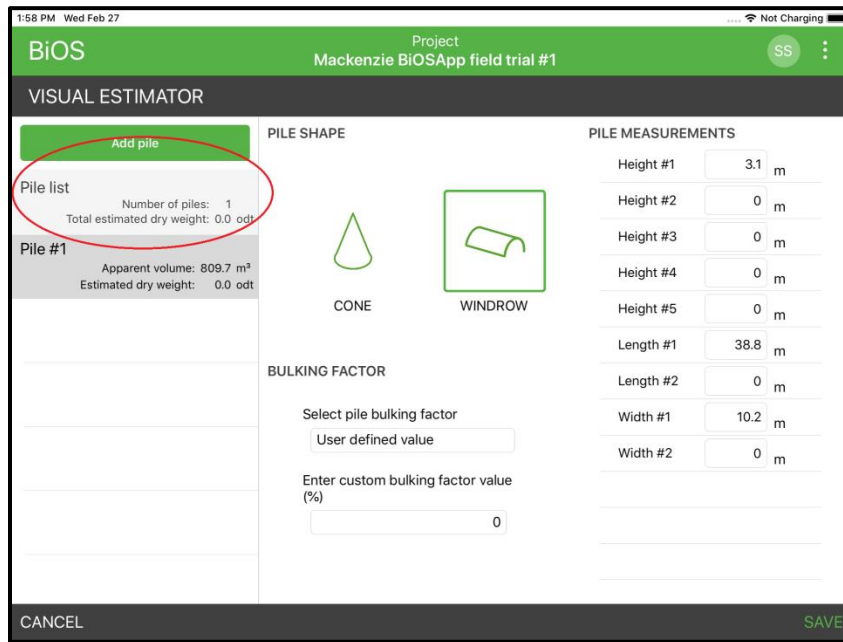 1:58 PM Wed Feb 27
.... Not Charging
BiOS
Project
Mackenzie BiOSApp field trial #1
SS
VISUAL ESTIMATOR
Add pile
Pile list
Number of piles: 1
Total estimated dry weight: 0.0 odt
Pile #1
Apparent volume: 809.7 m³
Estimated dry weight: 0.0 odt
PILE SHAPE
CONE
WINDROW
BULKING FACTOR
Select pile bulking factor
User defined value
Enter custom bulking factor value
(%)
0
PILE MEASUREMENTS
Height #1 3.1 m
Height #2 0 m
Height #3 0 m
Height #4 0 m
Height #5 0 m
Length #1 38.8 m
Length #2 0 m
Width #1 10.2 m
Width #2 0 m
CANCEL
SAVE